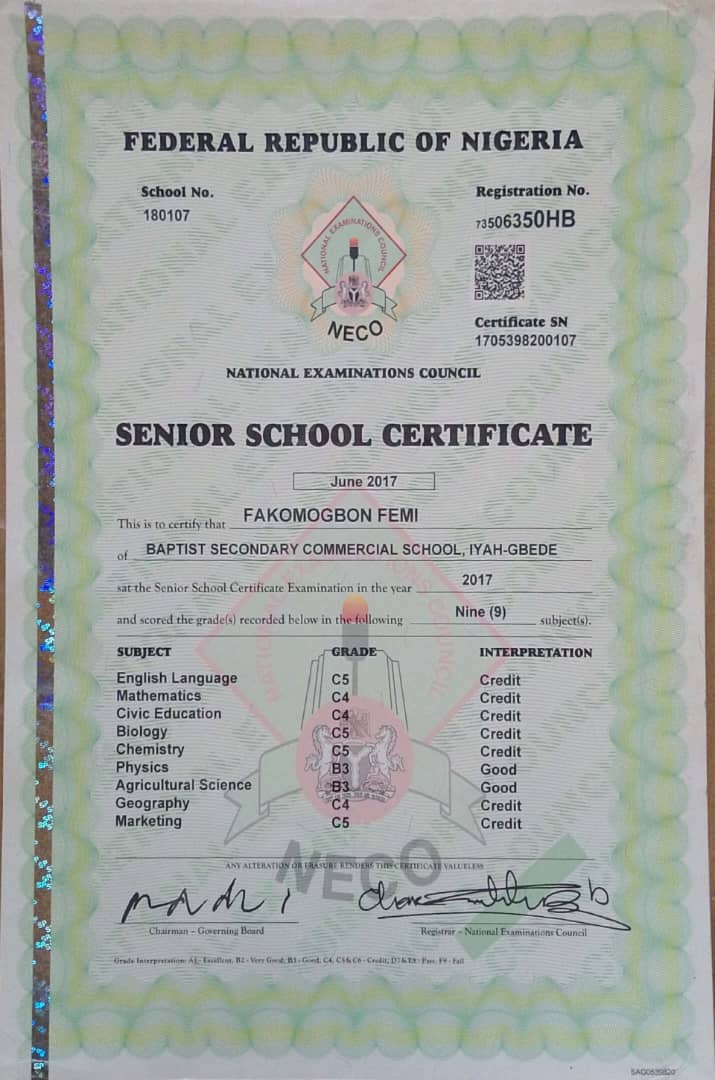 FEDERAL REPUBLIC OF NIGERIA
School No.
180107
Registration No.
73506350HB
NATIONAL EXAMINATIONS COUNCIL
NECO
Certificate SN
1705398200107
NATIONAL EXAMINATIONS COUNCIL
SENIOR SCHOOL CERTIFICATE
June 2017
This is to certify that FAKOMOGBON FEMI
of BAPTIST SECONDARY COMMERCIAL SCHOOL, IYAH-GBEDE
sat the Senior School Certificate Examination in the year 2017
and scored the grade(s) recorded below in the following Nine (9) subject(s).
SUBJECT GRADE INTERPRETATION
English Language C5 Credit
Mathematics C4 Credit
Civic Education C4 Credit
Biology C5 Credit
Chemistry C5 Credit
Physics B3 Good
Agricultural Science B3 Good
Geography C4 Credit
Marketing C5 Credit
NATIONAL EXAMINATIONS COUNCIL
NECO
ANY ALTERATION OR ERASURE RENDERS THIS CERTIFICATE VALUELESS
Chairman – Governing Board
Registrar – National Examinations Council
Grade Interpretation: A1 - Excellent, B2 - Very Good, B3 - Good, C4, C5 & C6 - Credit, D7 & E8 - Pass, F9 - Fail